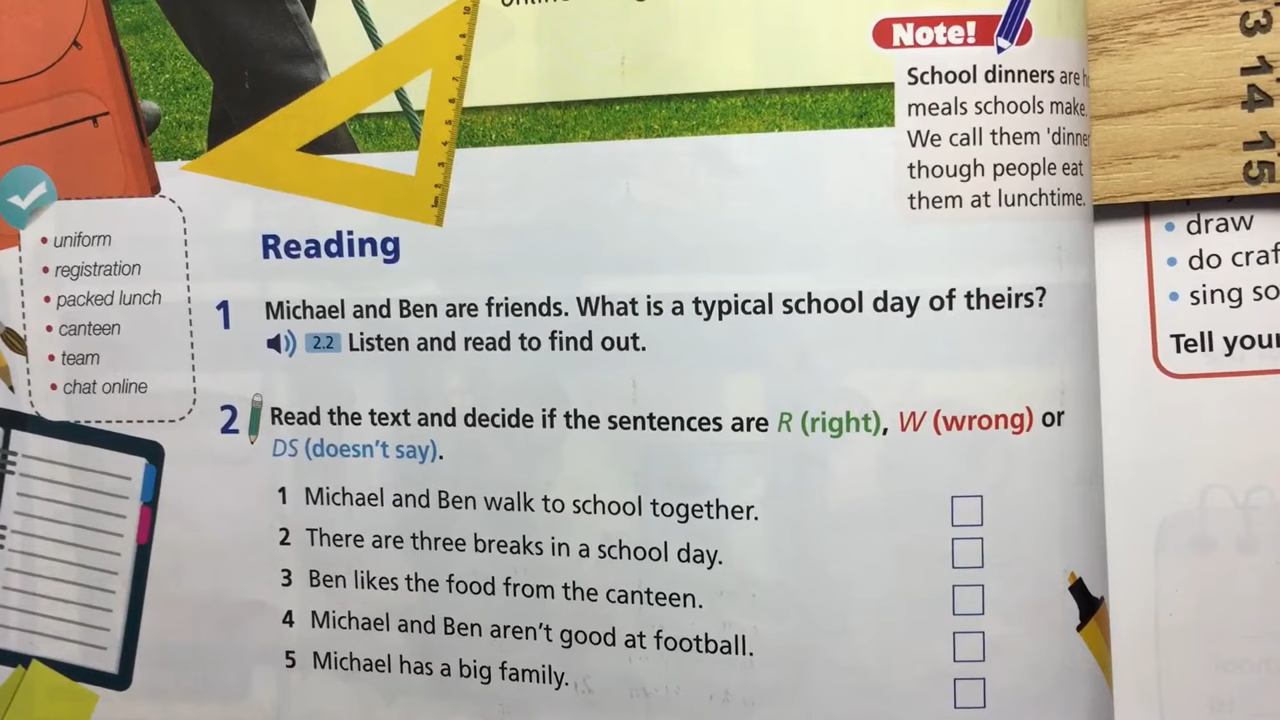 Note!
School dinners are
meals schools make.
We call them 'dinne
though people eat
them at lunchtime.
13 14 15
• uniform
• registration
• packed lunch
• canteen
• team
• chat online
Reading
1 Michael and Ben are friends. What is a typical school day of theirs?
2.2 Listen and read to find out.
2 Read the text and decide if the sentences are R (right), W (wrong) or
DS (doesn't say).
1 Michael and Ben walk to school together.
2 There are three breaks in a school day.
3 Ben likes the food from the canteen.
4 Michael and Ben aren't good at football.
5 Michael has a big family.
• draw
• do craf
• sing so
Tell your